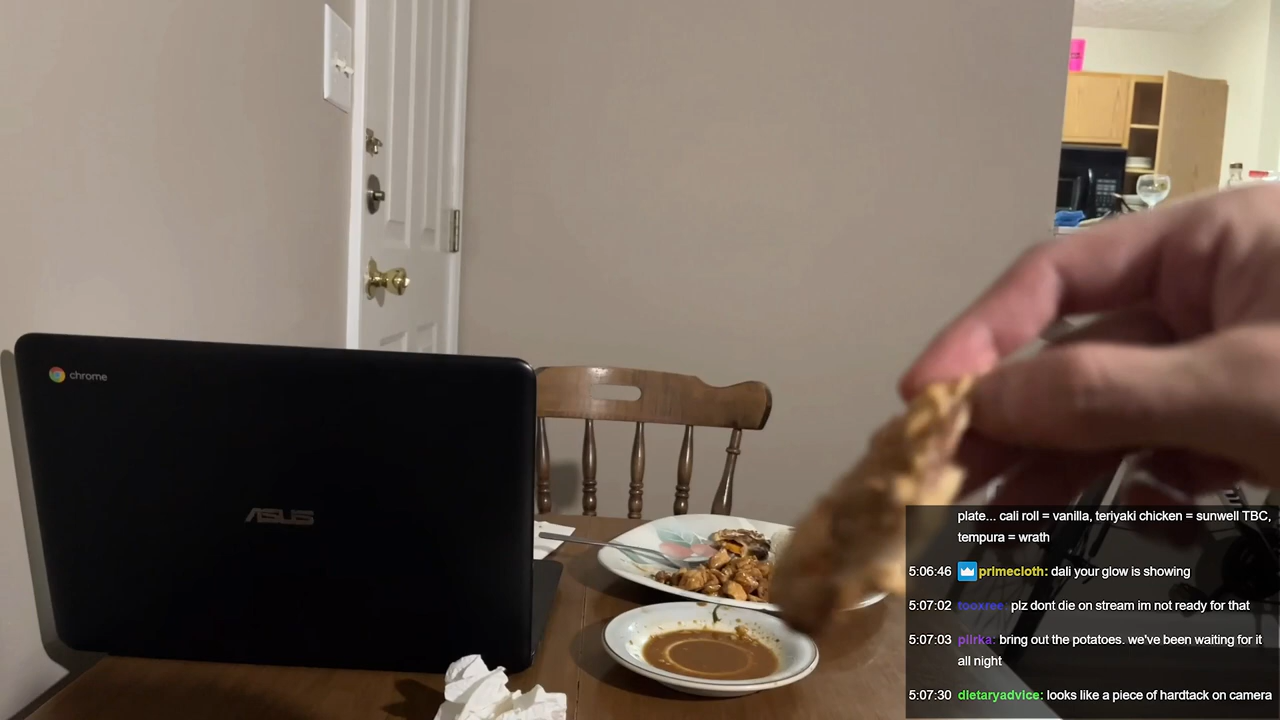 chrome
ASUS
plate... cali roll = vanilla, teriyaki chicken = sunwell TBC,
tempura = wrath
5:06:46 primecloth: dali your glow is showing
5:07:02 tooxree: plz dont die on stream im not ready for that
5:07:03 piirka: bring out the potatoes. we've been waiting for it
all night
5:07:30 dietaryadvice: looks like a piece of hardtack on camera